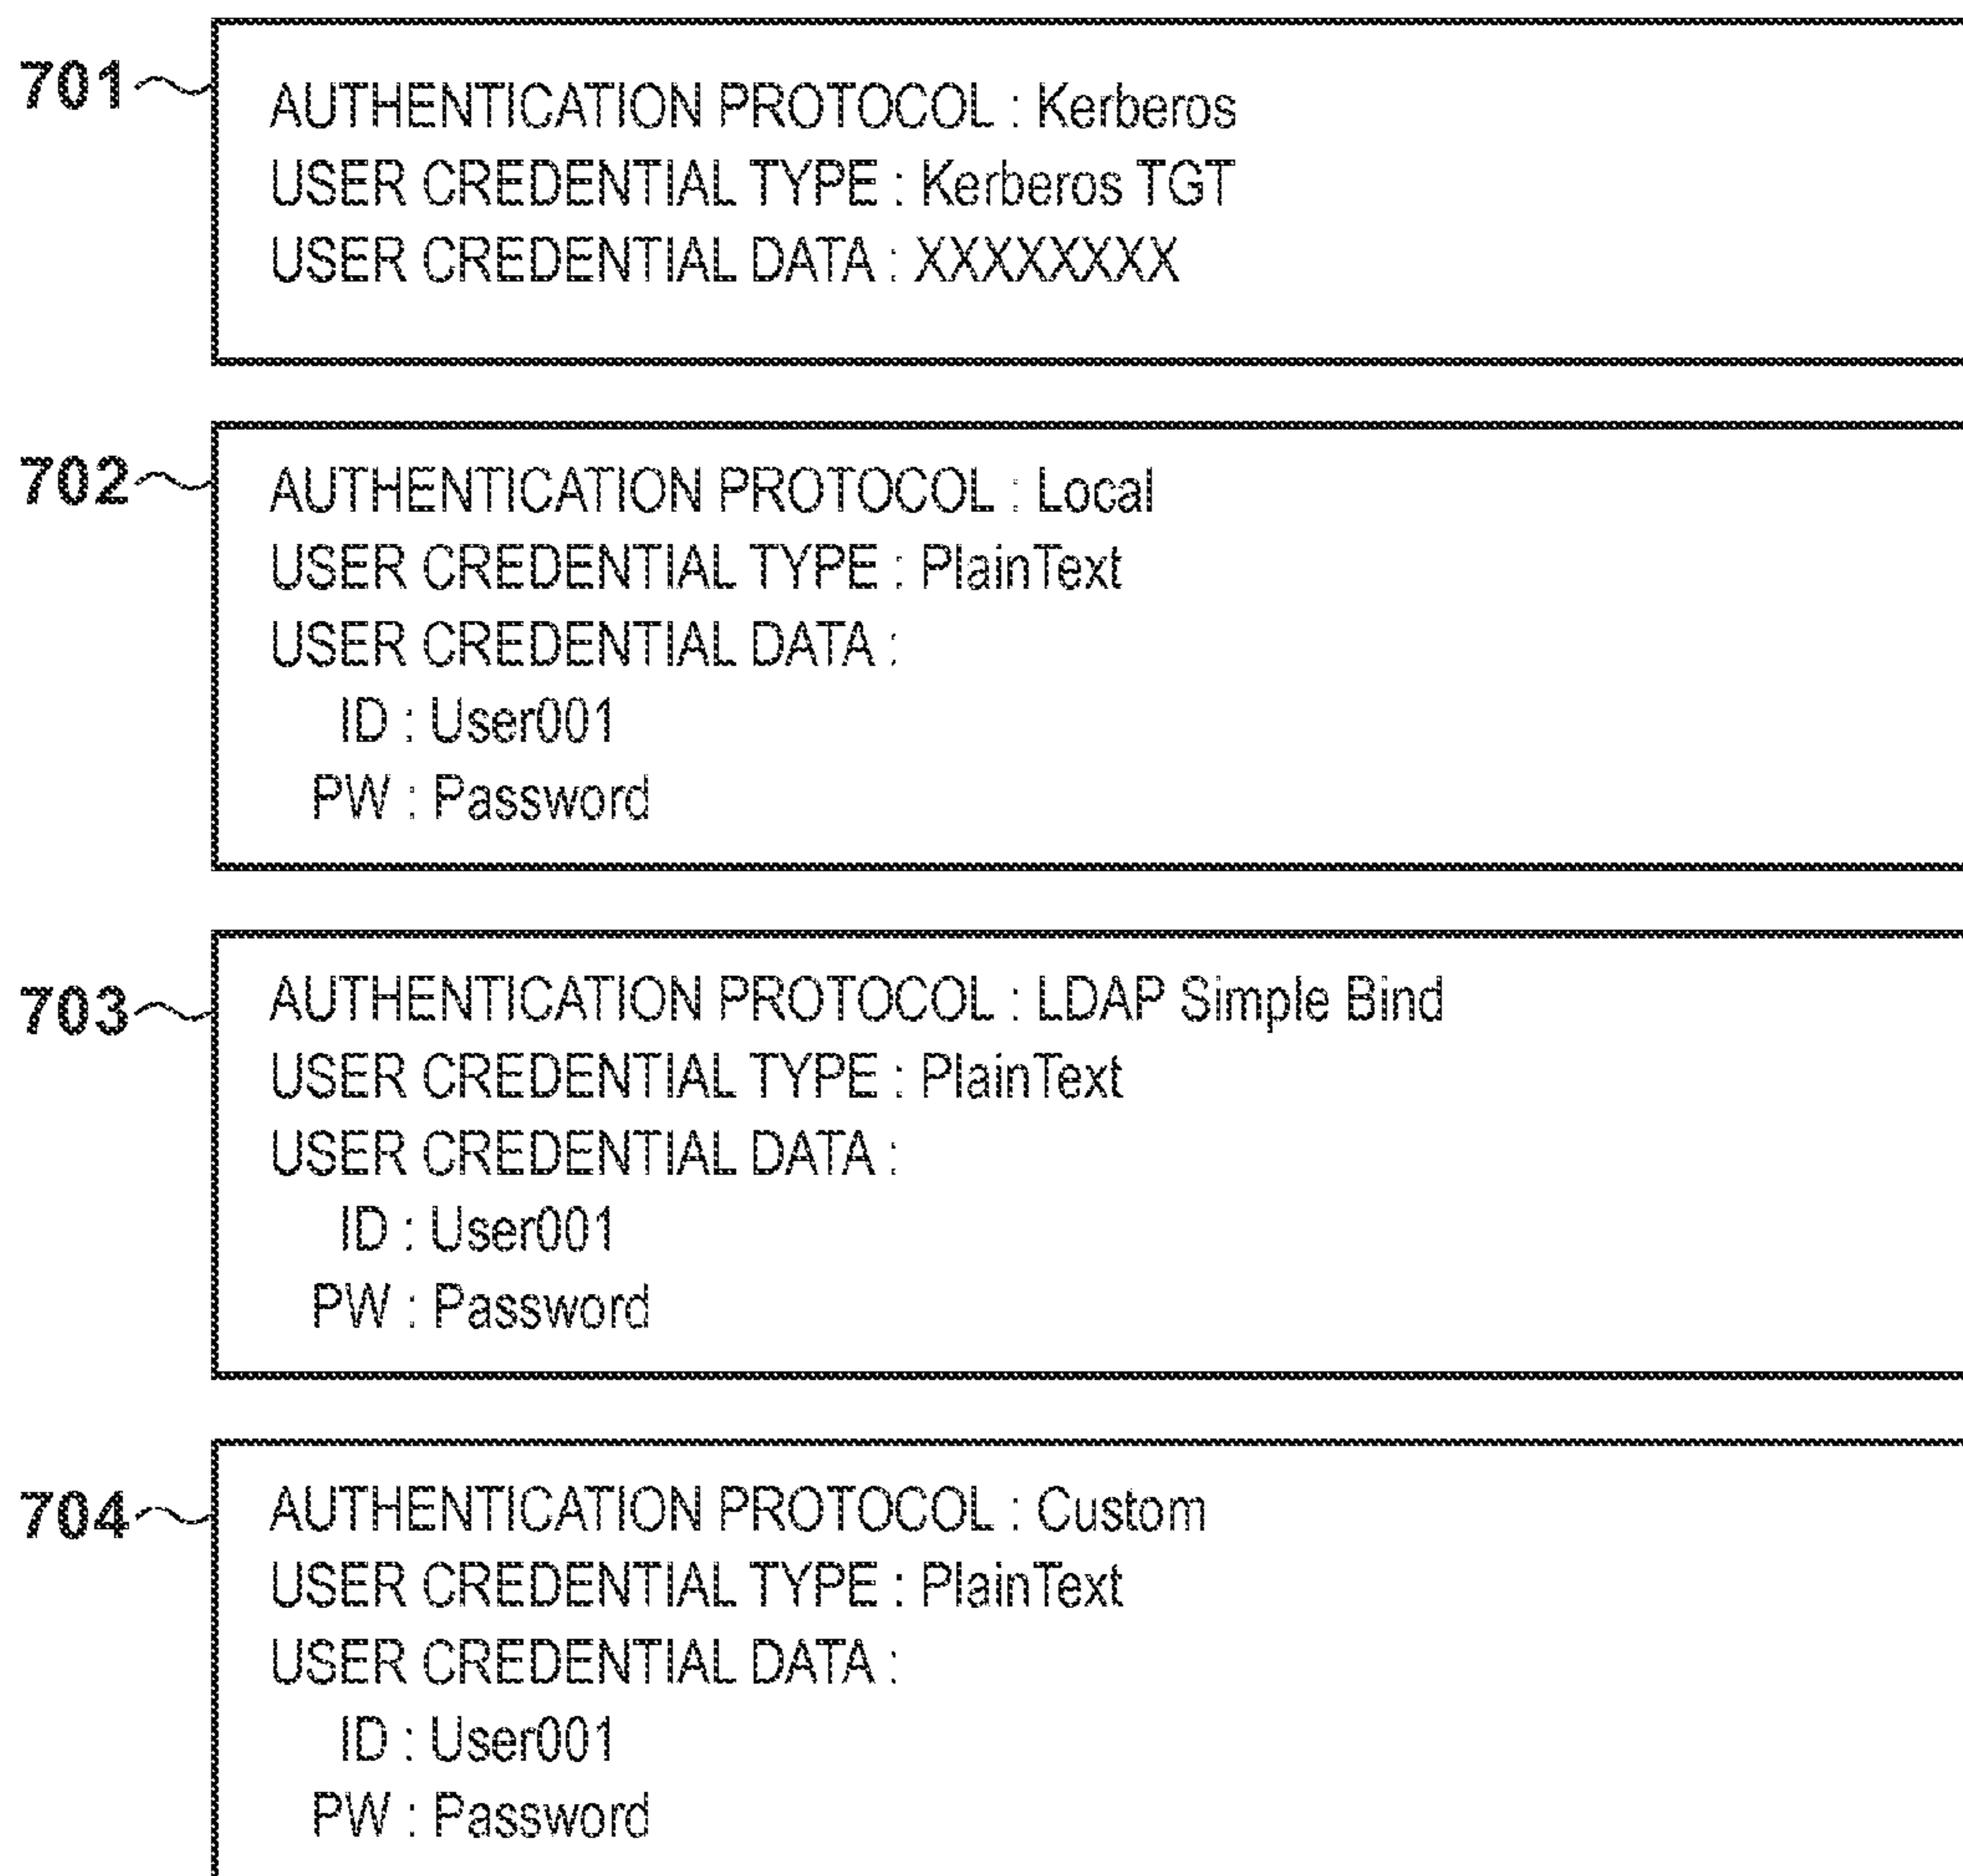 701
AUTHENTICATION PROTOCOL : Kerberos
USER CREDENTIAL TYPE : Kerberos TGT
USER CREDENTIAL DATA : XXXXXXXX
702
AUTHENTICATION PROTOCOL : Local
USER CREDENTIAL TYPE : PlainText
USER CREDENTIAL DATA :
ID : User001
PW : Password
703
AUTHENTICATION PROTOCOL : LDAP Simple Bind
USER CREDENTIAL TYPE : PlainText
USER CREDENTIAL DATA :
ID : User001
PW : Password
704
AUTHENTICATION PROTOCOL : Custom
USER CREDENTIAL TYPE : PlainText
USER CREDENTIAL DATA :
ID : User001
PW : Password